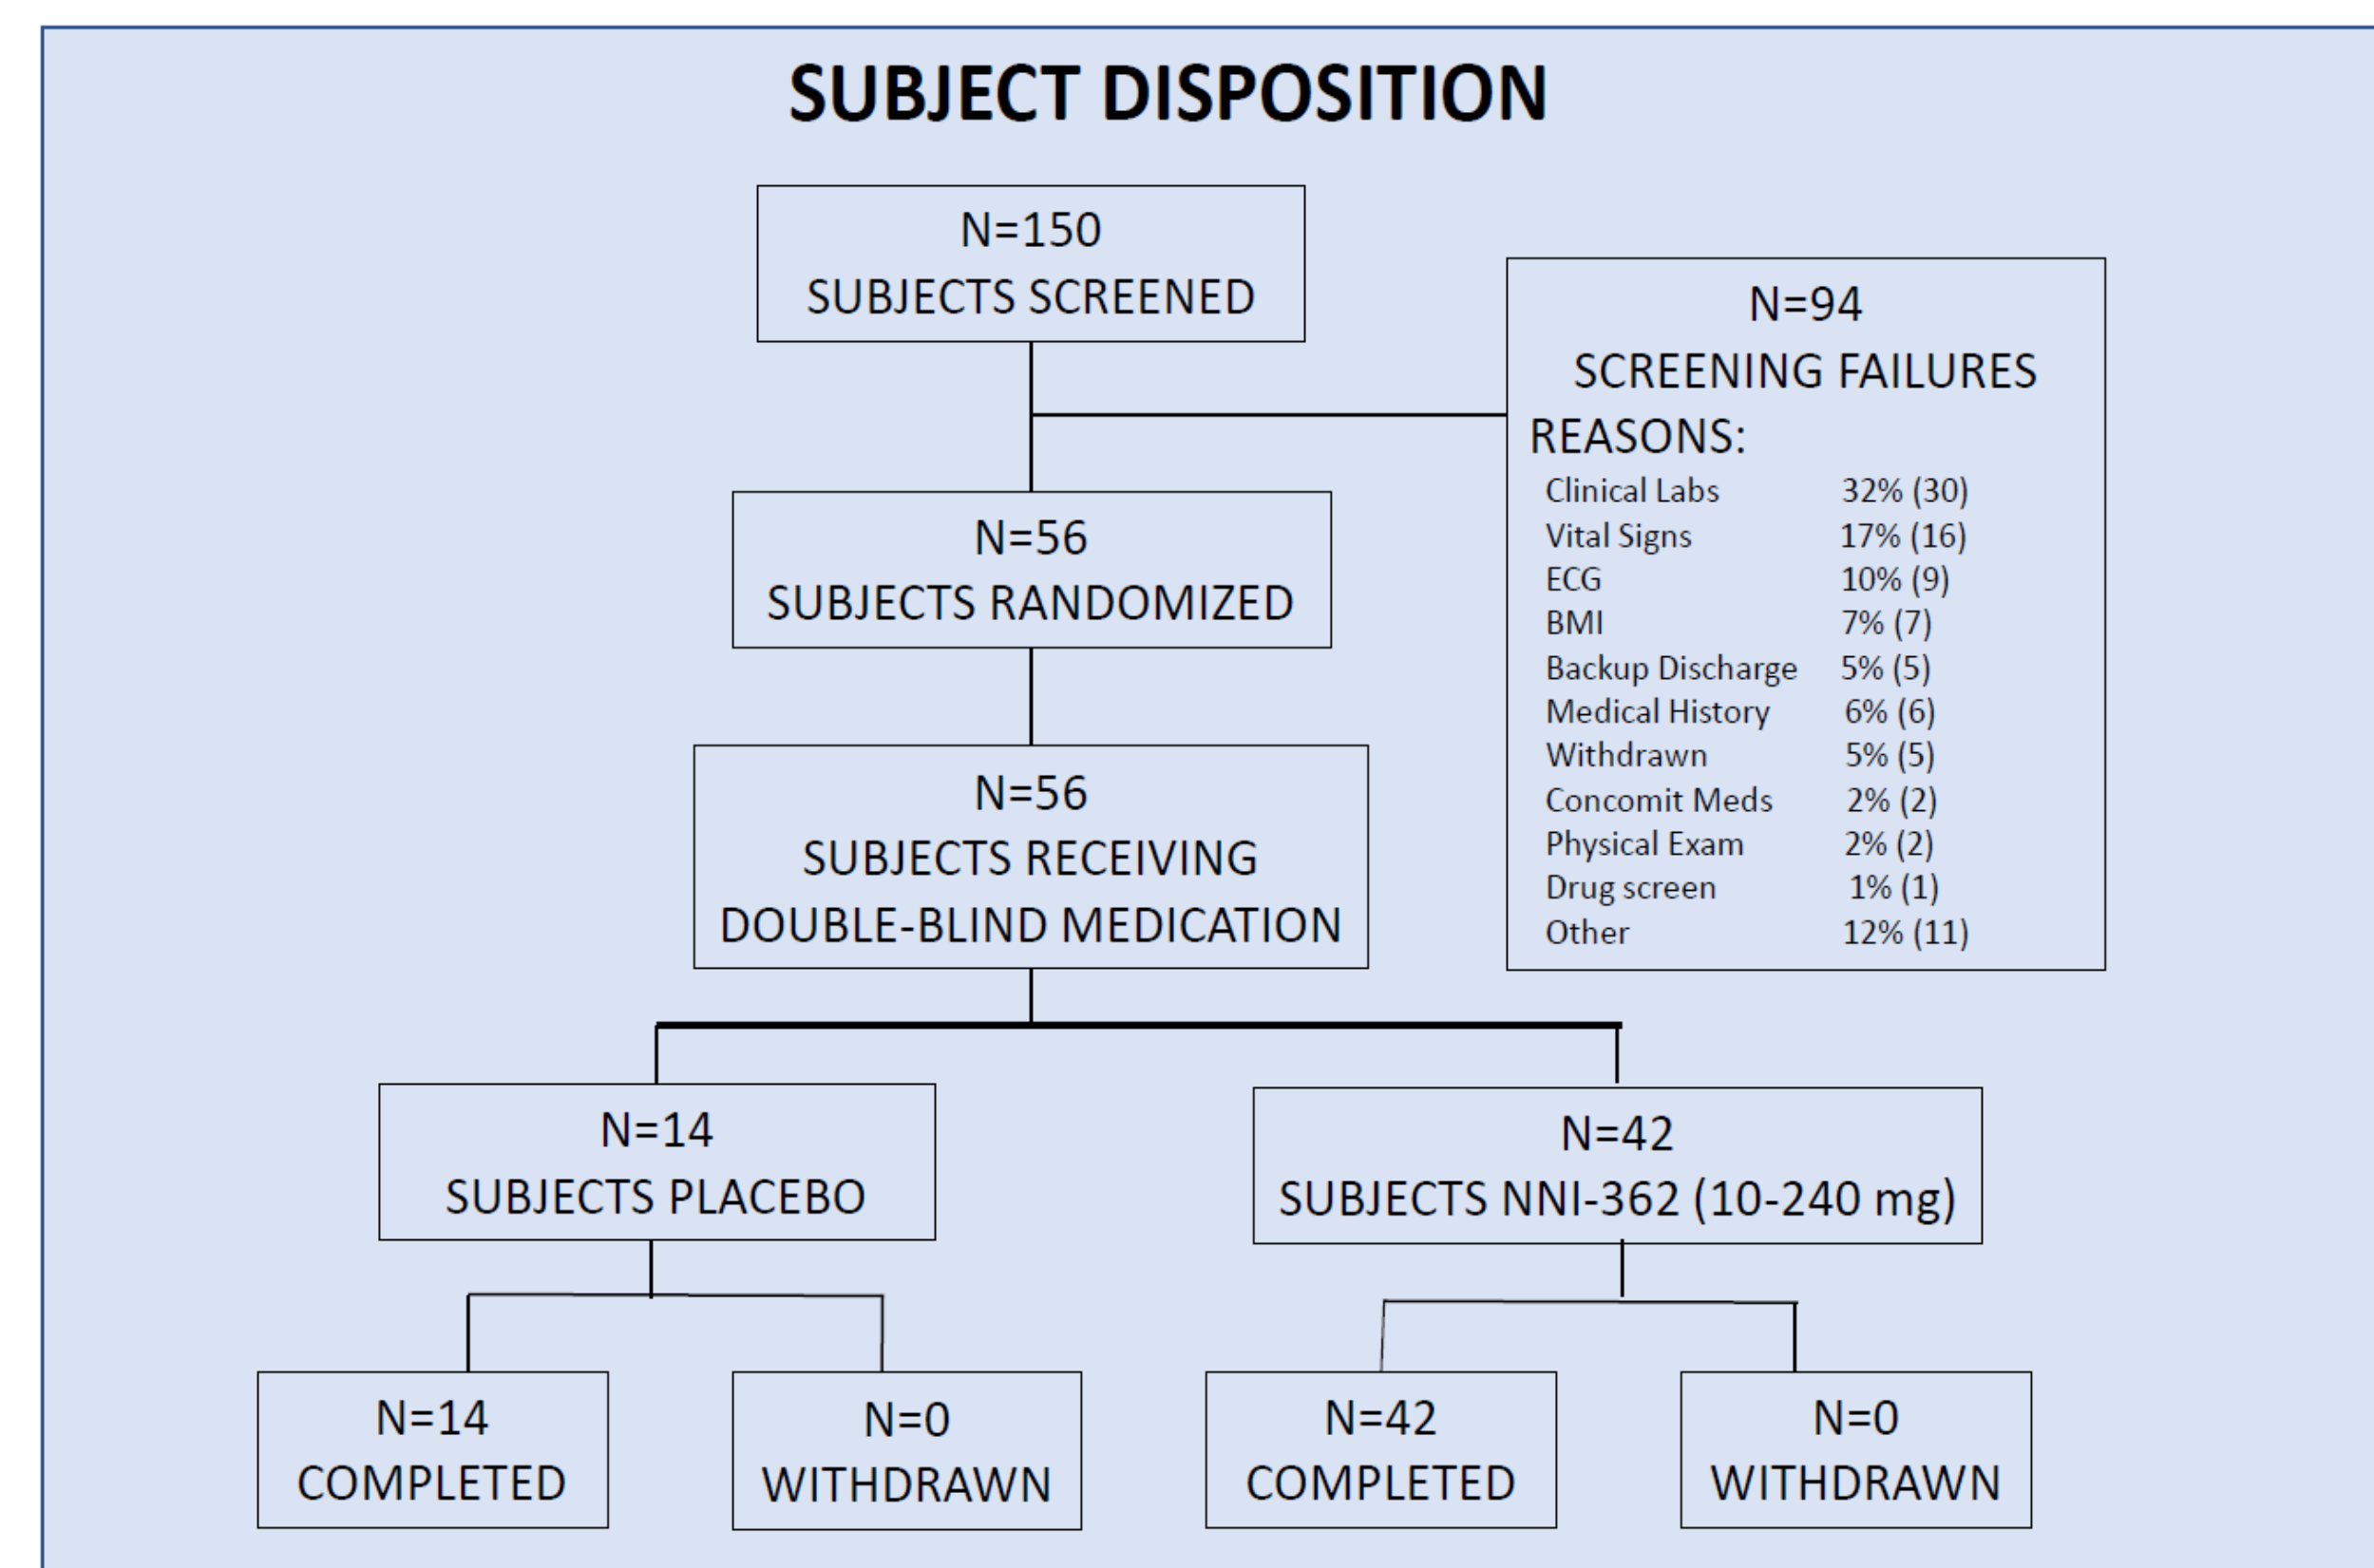 SUBJECT DISPOSITION
N=150
SUBJECTS SCREENED
N=94
SCREENING FAILURES
REASONS:
Clinical Labs 32% (30)
Vital Signs 17% (16)
ECG 10% (9)
BMI 7% (7)
Backup Discharge 5% (5)
Medical History 6% (6)
Withdrawn 5% (5)
Concomit Meds 2% (2)
Physical Exam 2% (2)
Drug screen 1% (1)
Other 12% (11)
N=56
SUBJECTS RANDOMIZED
N=56
SUBJECTS RECEIVING
DOUBLE-BLIND MEDICATION
N=14
SUBJECTS PLACEBO
N=42
SUBJECTS NNI-362 (10-240 mg)
N=14
COMPLETED
N=0
WITHDRAWN
N=42
COMPLETED
N=0
WITHDRAWN